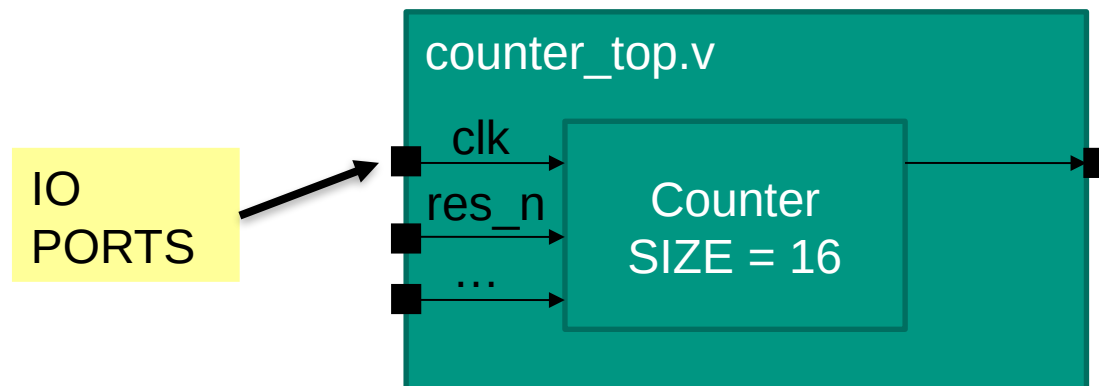 counter_top.v
clk
IO
PORTS
res_n
Counter
SIZE = 16
…